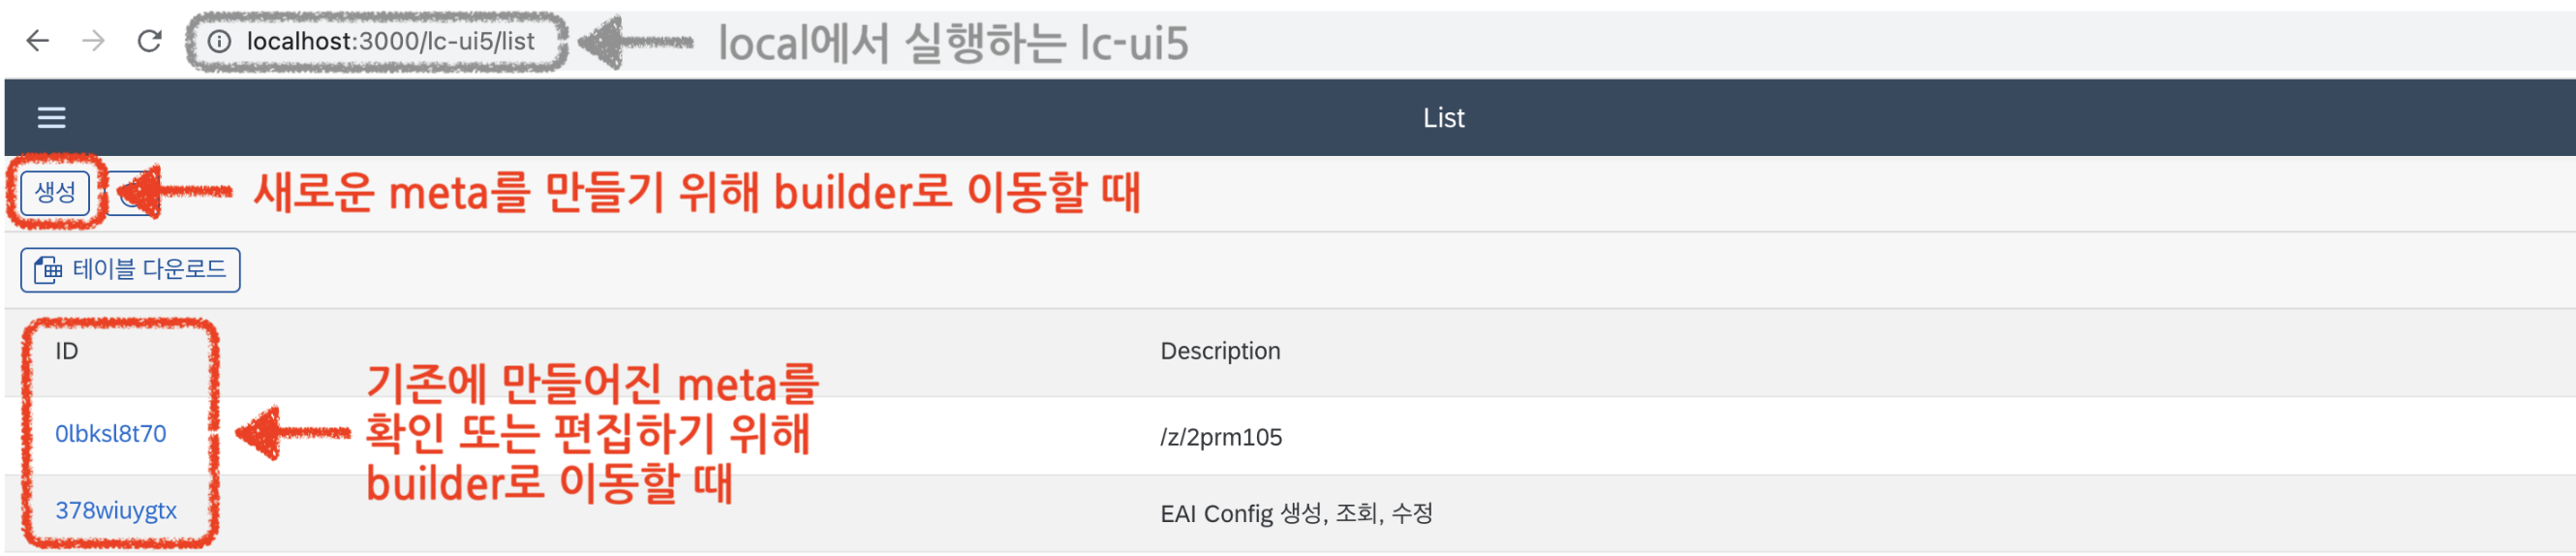 localhost:3000/lc-ui5/list
local에서 실행하는 lc-ui5
List
생성
새로운 meta를 만들기 위해 builder로 이동할 때
테이블 다운로드
ID
Description
기존에 만들어진 meta를
확인 또는 편집하기 위해
builder로 이동할 때
0lbksl8t70
/z/2prm105
378wiuygtx
EAI Config 생성, 조회, 수정